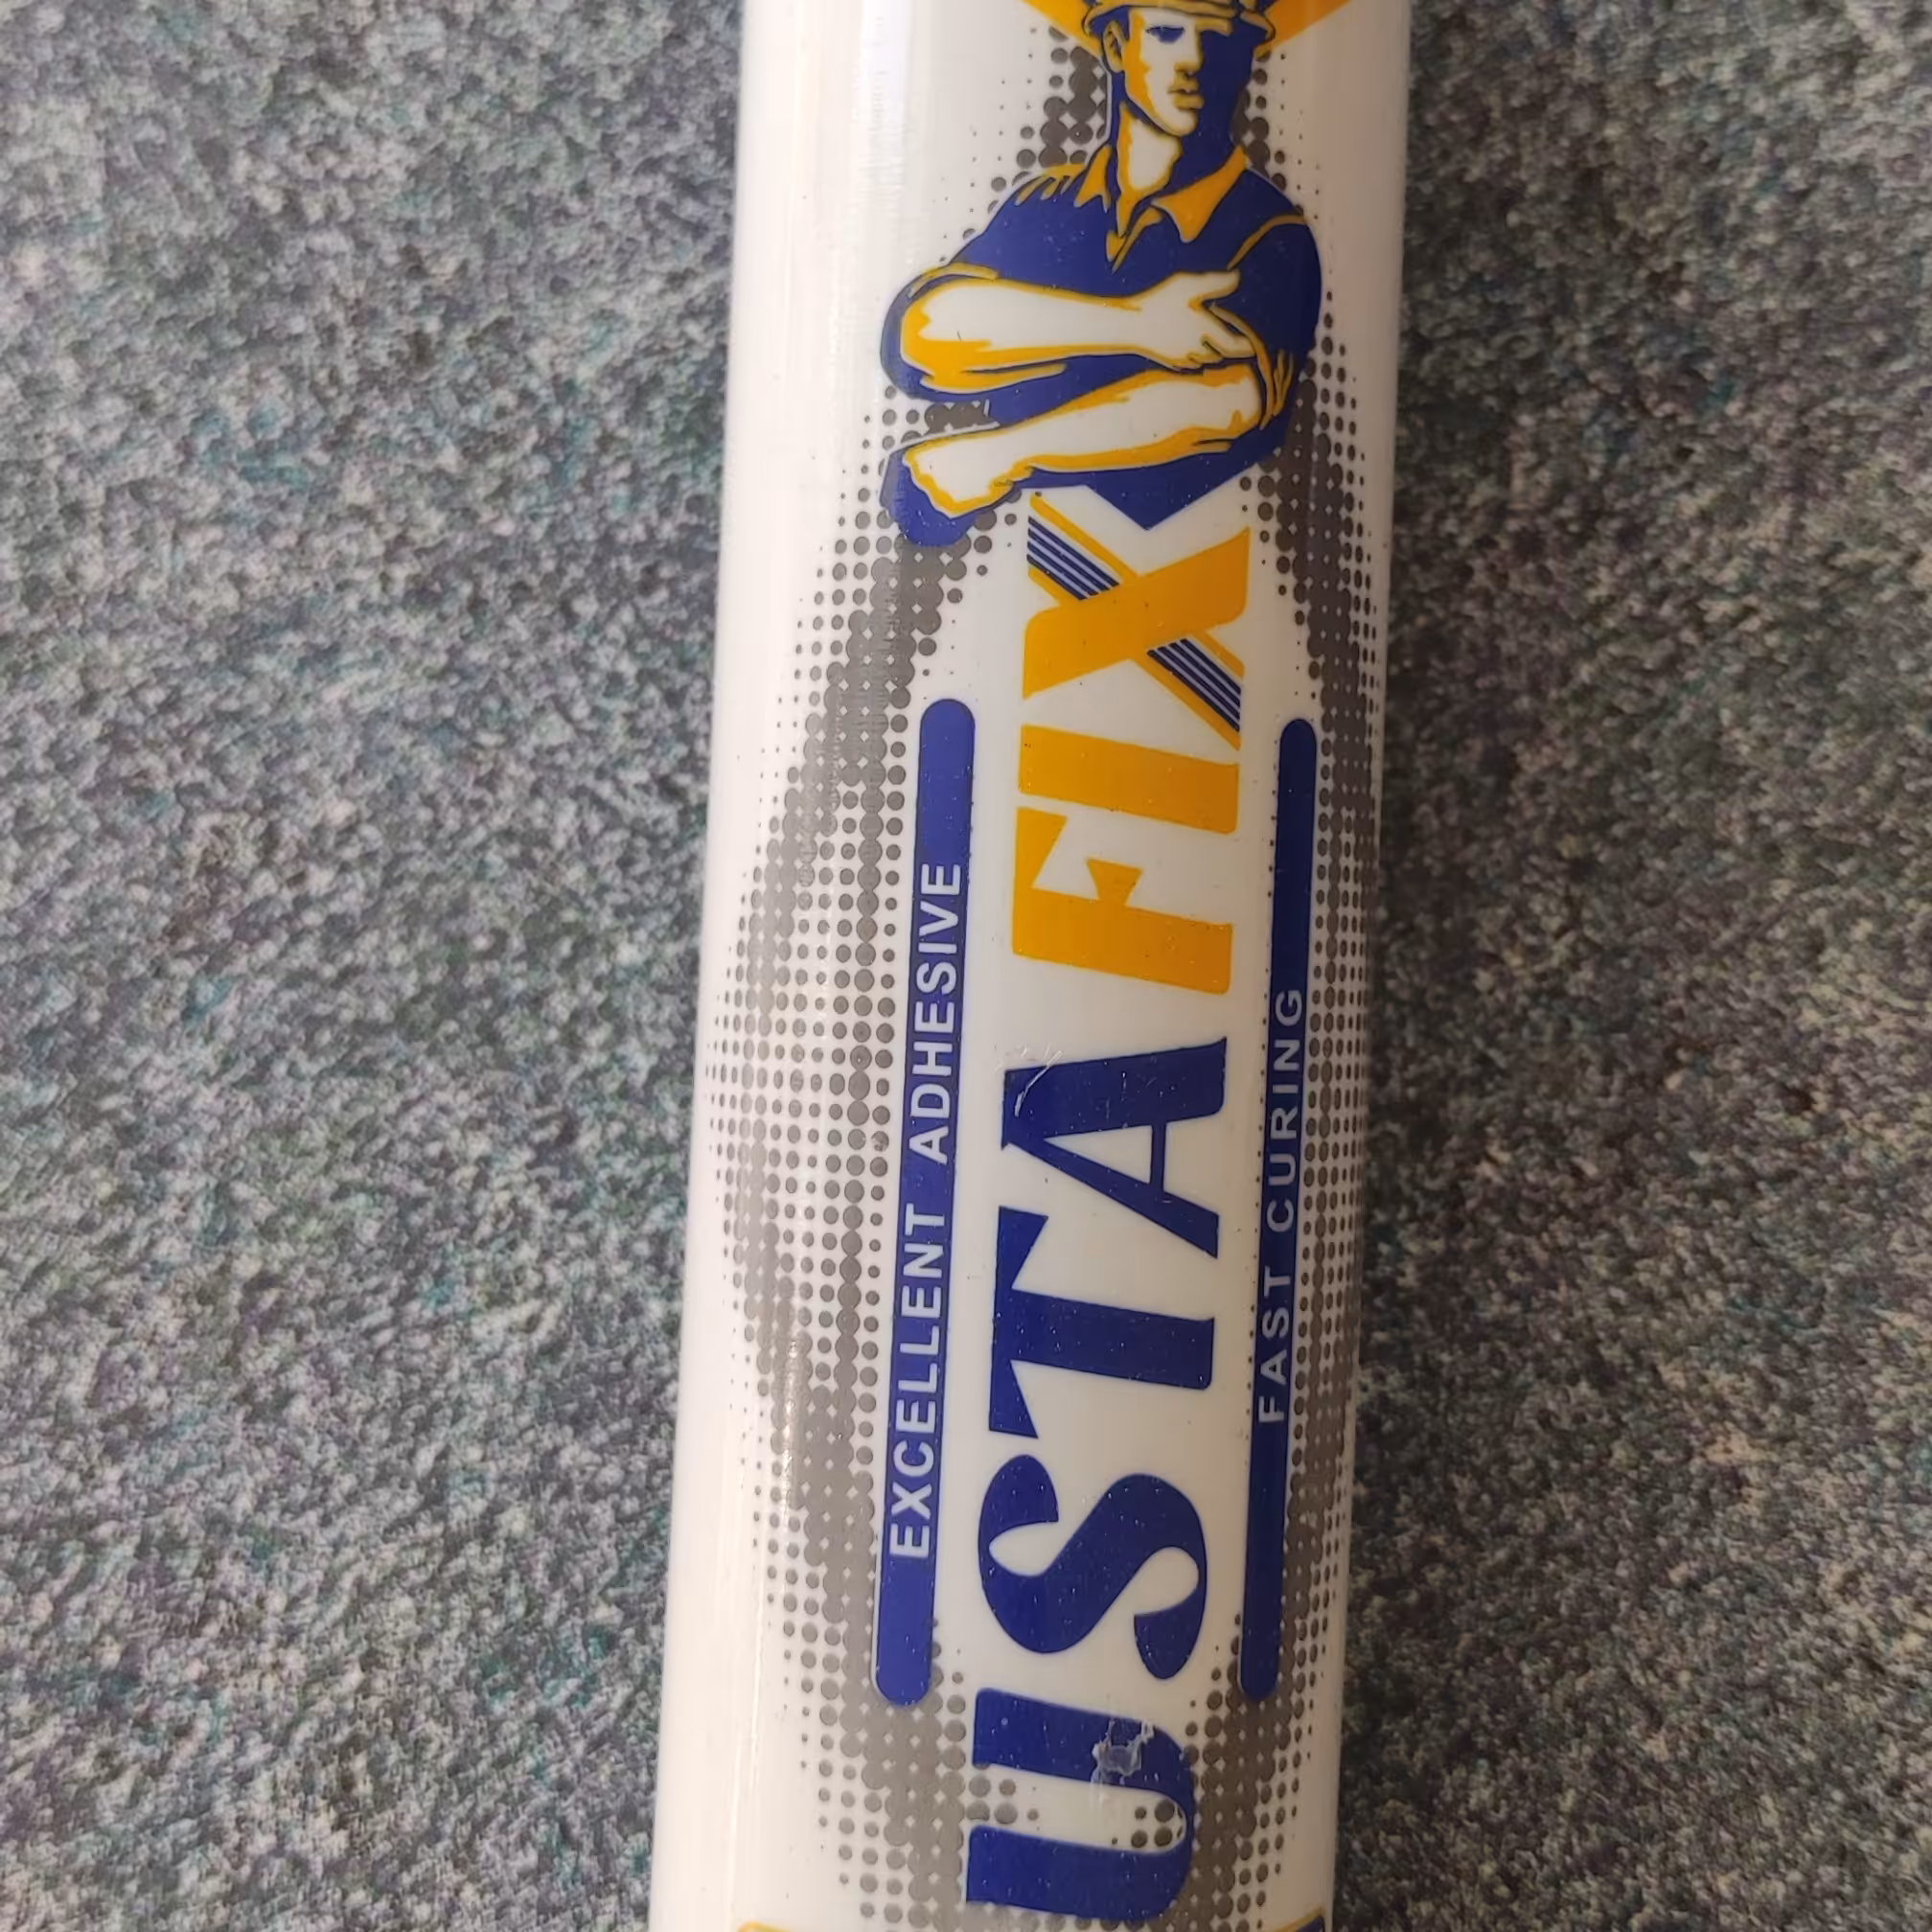 EXCELLENT ADHESIVE
USTA FIX
FAST CURING